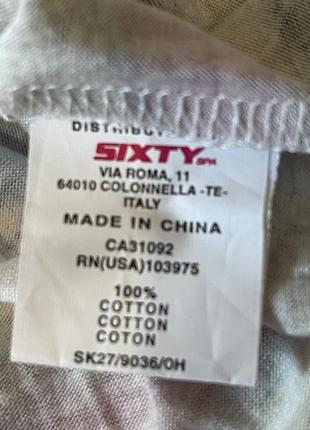 SIXTY SPA
VIA ROMA, 11
64010 COLONNELLA -TE-
ITALY
MADE IN CHINA
CA31092
RN(USA)103975
100%
COTTON
COTTON
COTON
SK27/9036/OH